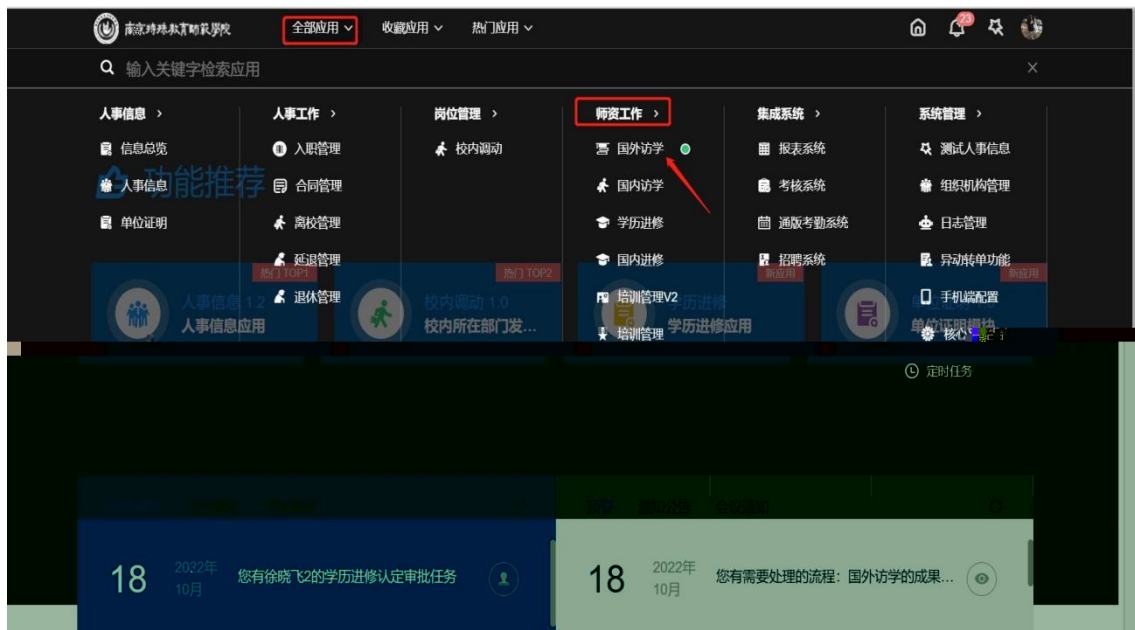 南京特殊教育師範學院 全部应用 收藏应用 热门应用 23
输入关键字检索应用
人事信息 人事工作 岗位管理 师资工作 集成系统 系统管理
信息总览 入职管理 校内调动 国外访学 报表系统 测试人事信息
功能推荐
人事信息 合同管理 国内访学 考核系统 组织机构管理
单位证明 离校管理 学历进修 通版考勤系统 日志管理
延退管理 国内进修 招聘系统 异动转单功能
热门 TOP1 热门 TOP2 新应用 新应用
退休管理 培训管理V2 手机端配置
人事信息 1.2 校内调动 1.0 学历进修
人事信息应用 校内所在部门发... 学历进修应用 单位证明模块
培训管理 核心
定时任务
通知公告 会议通知
18 2022年 10月 您有徐晓飞2的学历进修认定审批任务
18 2022年 10月 您有需要处理的流程：国外访学的成果...